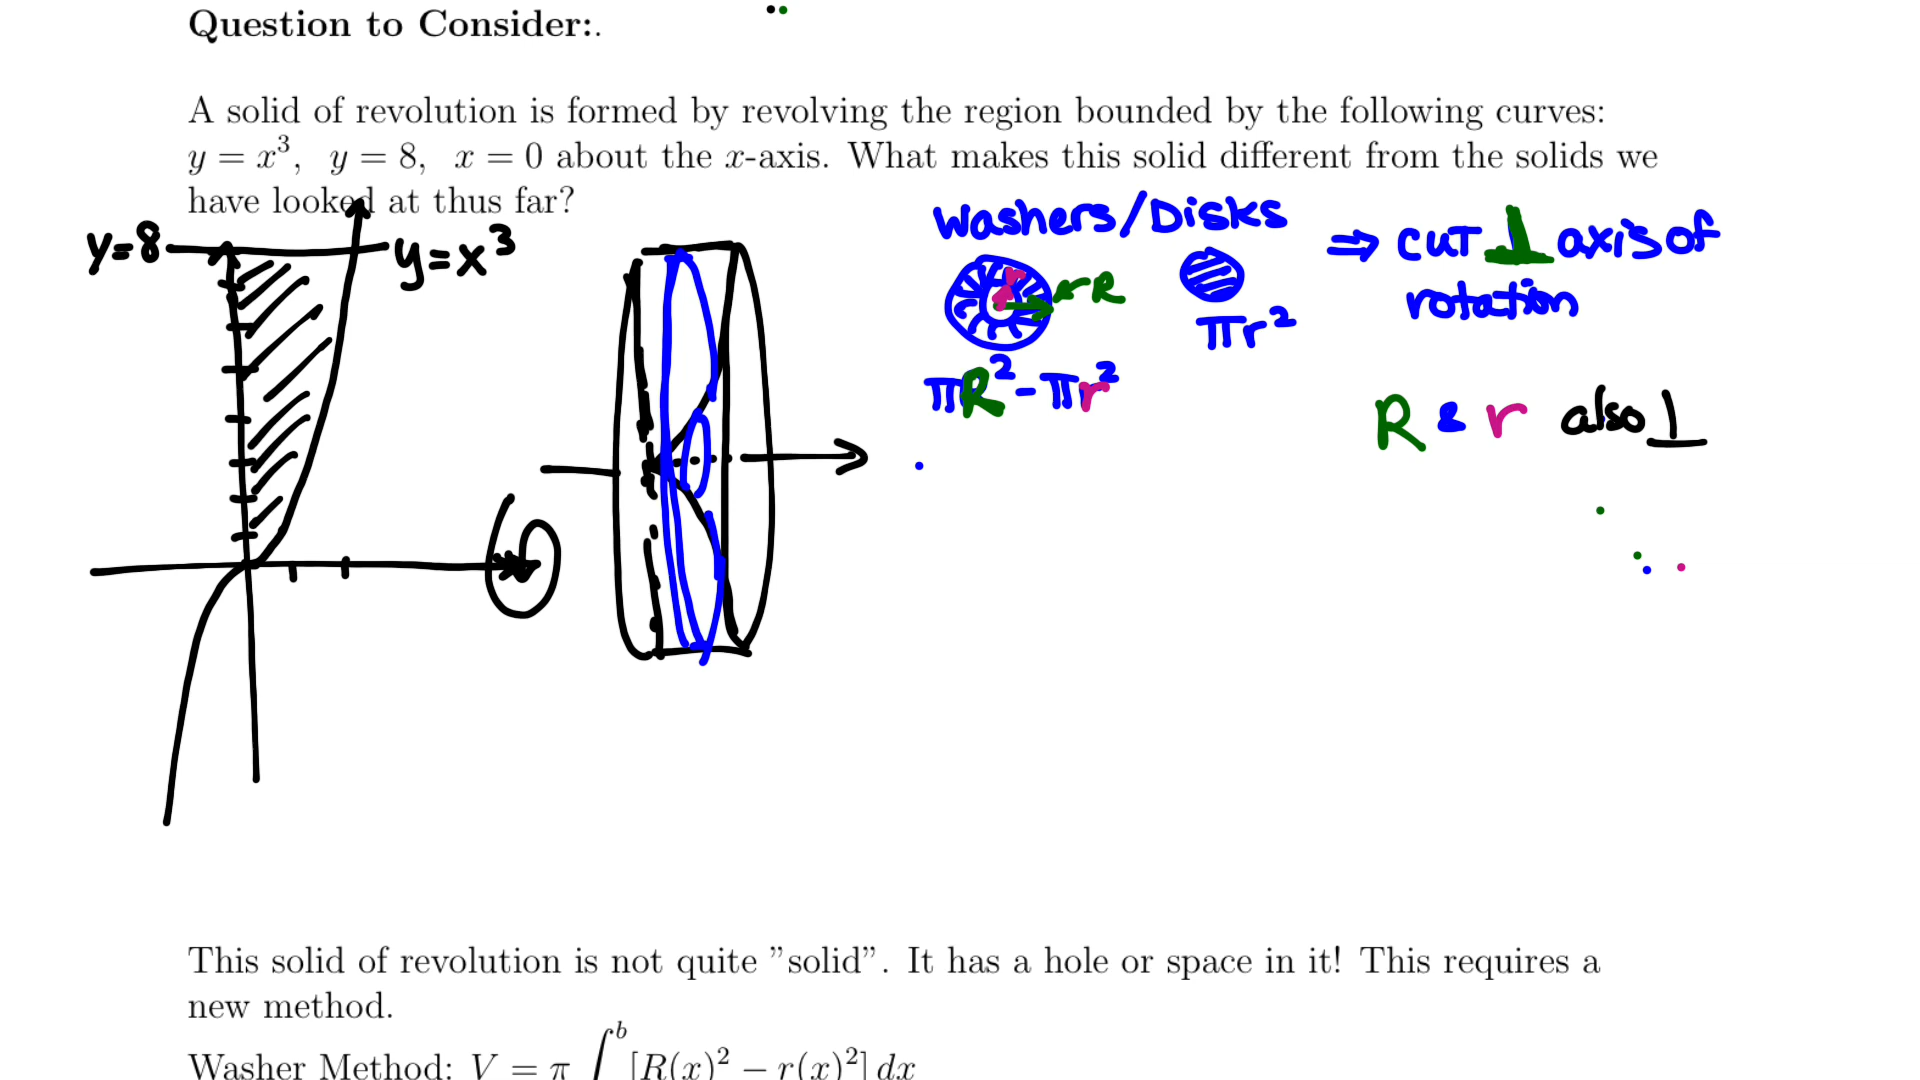 Question to Consider:.
A solid of revolution is formed by revolving the region bounded by the following curves:
y = x³, y = 8, x = 0 about the x-axis. What makes this solid different from the solids we
have looked at thus far?
y=8
y=x³
Washers/Disks ⇒ cut ⊥ axis of
rotation
r
R
πr²
πR²-πr²
R & r also ⊥
This solid of revolution is not quite ”solid”. It has a hole or space in it! This requires a
new method.
Washer Method: V = π ∫ᵇ [R(x)² − r(x)²] dx